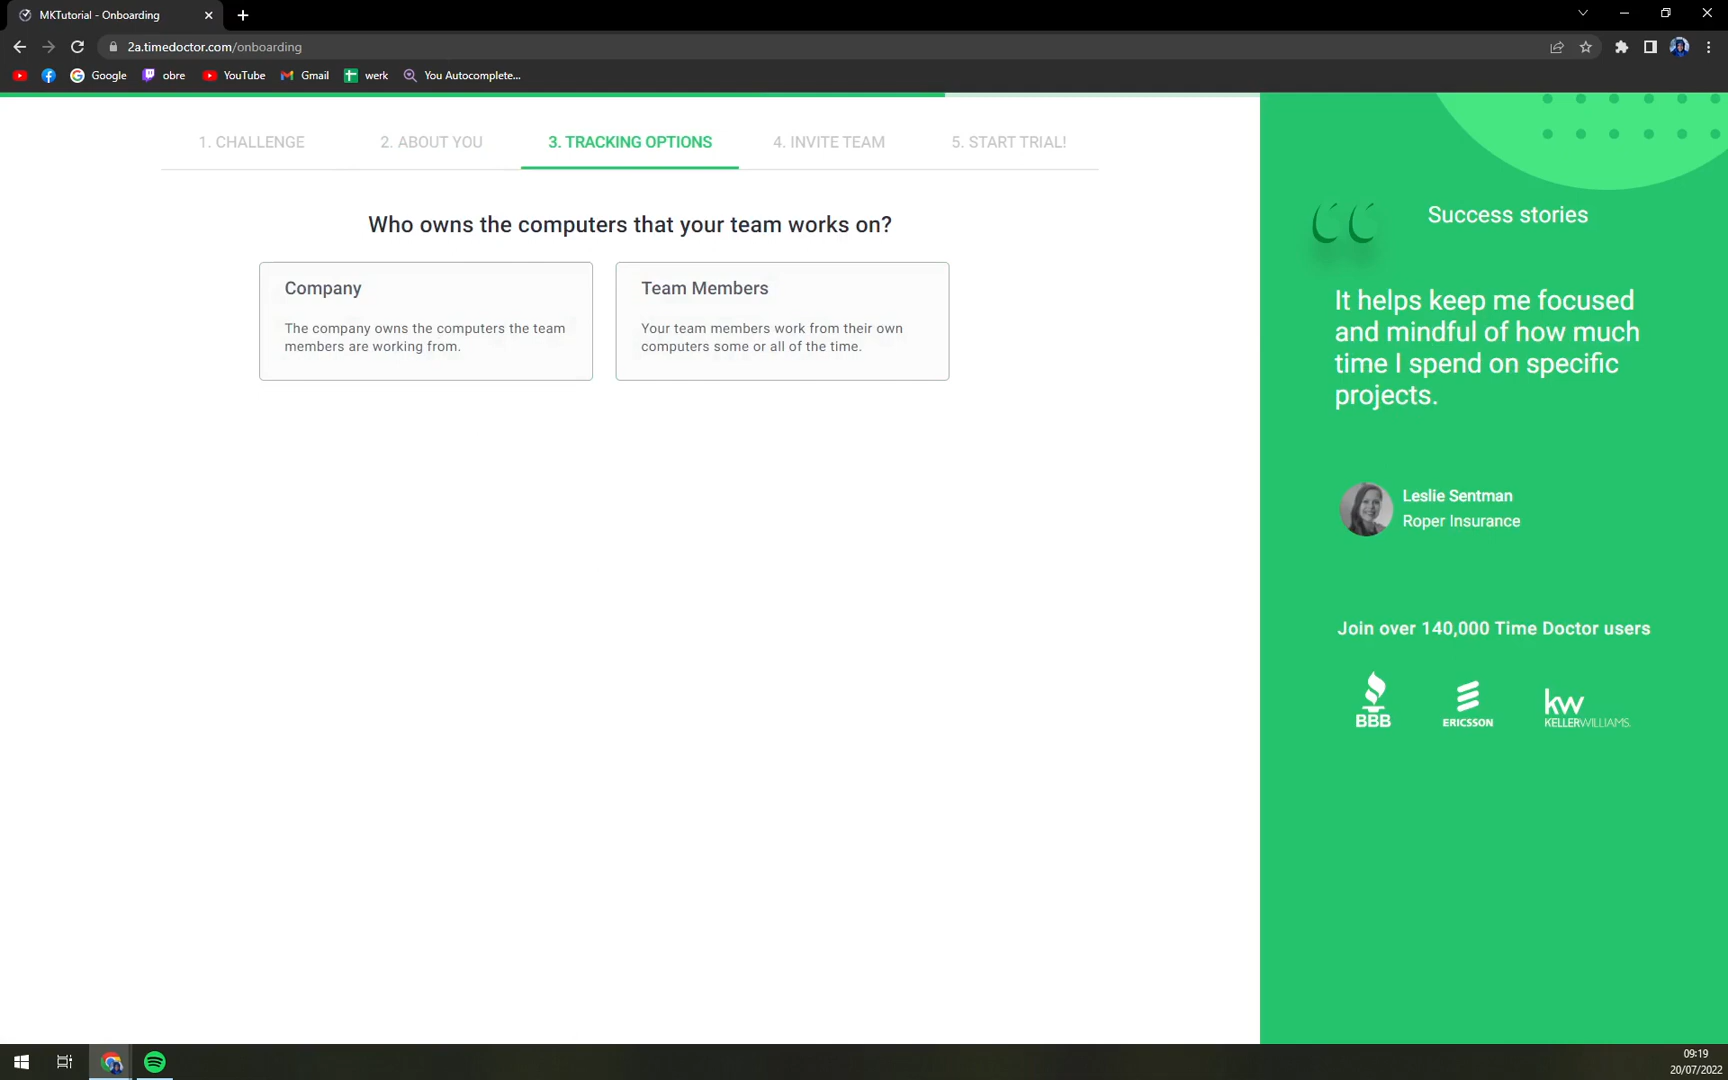 MKTutorial - Onboarding
2a.timedoctor.com/onboarding
Google
obre
YouTube
Gmail
werk
You Autocomplete...
1. CHALLENGE
2. ABOUT YOU
3. TRACKING OPTIONS
4. INVITE TEAM
5. START TRIAL!
Who owns the computers that your team works on?
Company
The company owns the computers the team
members are working from.
Team Members
Your team members work from their own
computers some or all of the time.
Success stories
It helps keep me focused
and mindful of how much
time I spend on specific
projects.
Leslie Sentman
Roper Insurance
Join over 140,000 Time Doctor users
BBB
ERICSSON
kw
KELLERWILLIAMS.
09:19
20/07/2022